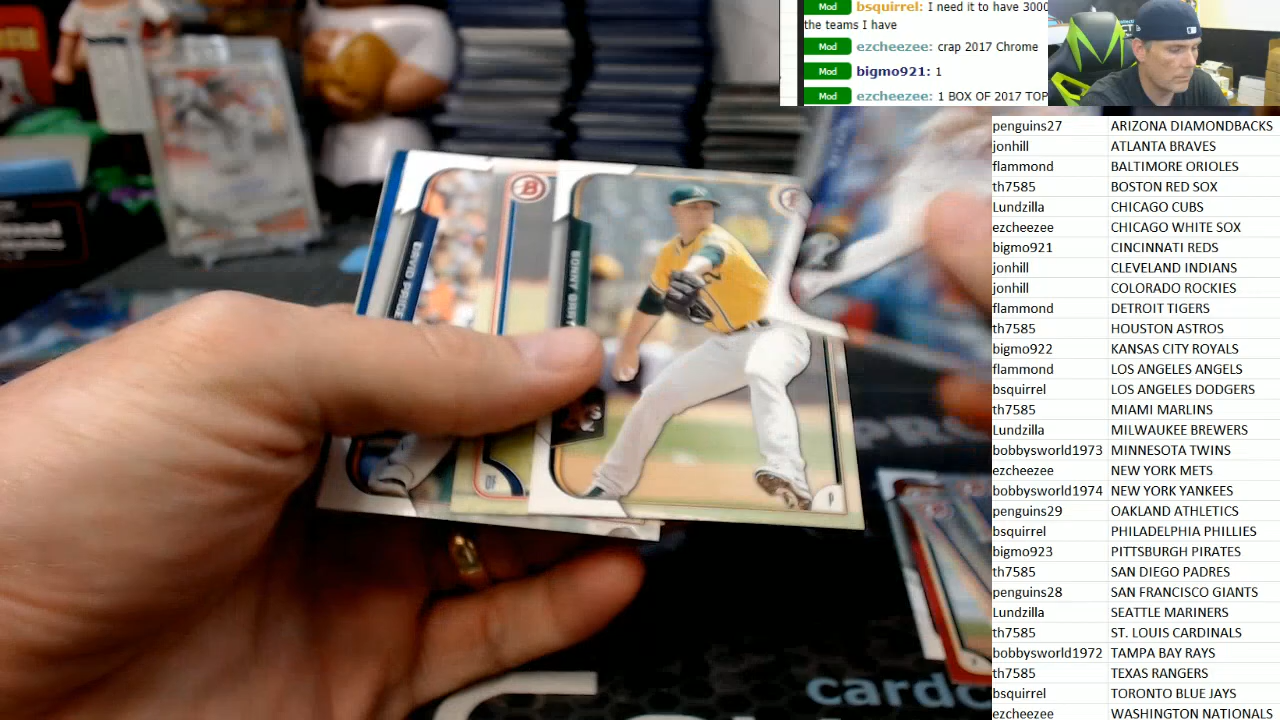 Mod bsquirrel: I need it to have 3000
the teams I have
Mod ezcheezee: crap 2017 Chrome
Mod bigmo921: 1
Mod ezcheezee: 1 BOX OF 2017 TOP
penguins27 ARIZONA DIAMONDBACKS
jonhill ATLANTA BRAVES
flammond BALTIMORE ORIOLES
th7585 BOSTON RED SOX
Lundzilla CHICAGO CUBS
ezcheezee CHICAGO WHITE SOX
bigmo921 CINCINNATI REDS
jonhill CLEVELAND INDIANS
jonhill COLORADO ROCKIES
flammond DETROIT TIGERS
th7585 HOUSTON ASTROS
bigmo922 KANSAS CITY ROYALS
flammond LOS ANGELES ANGELS
bsquirrel LOS ANGELES DODGERS
th7585 MIAMI MARLINS
Lundzilla MILWAUKEE BREWERS
bobbysworld1973 MINNESOTA TWINS
ezcheezee NEW YORK METS
bobbysworld1974 NEW YORK YANKEES
penguins29 OAKLAND ATHLETICS
bsquirrel PHILADELPHIA PHILLIES
bigmo923 PITTSBURGH PIRATES
th7585 SAN DIEGO PADRES
penguins28 SAN FRANCISCO GIANTS
Lundzilla SEATTLE MARINERS
th7585 ST. LOUIS CARDINALS
bobbysworld1972 TAMPA BAY RAYS
th7585 TEXAS RANGERS
bsquirrel TORONTO BLUE JAYS
ezcheezee WASHINGTON NATIONALS
DAVID PRICE
B
OF
SONNY GRAY
P
cardc